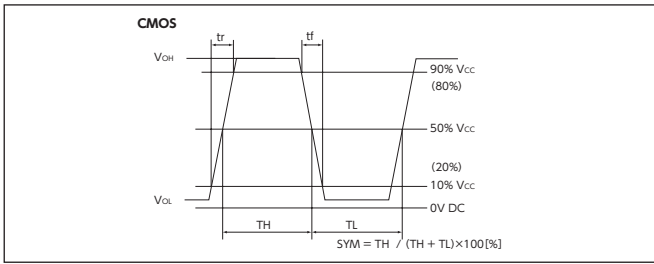 CMOS
tr
tf
VOH
90% VCC
(80%)
50% VCC
(20%)
10% VCC
VOL
0V DC
TH
TL
SYM = TH / (TH + TL)×100[%]